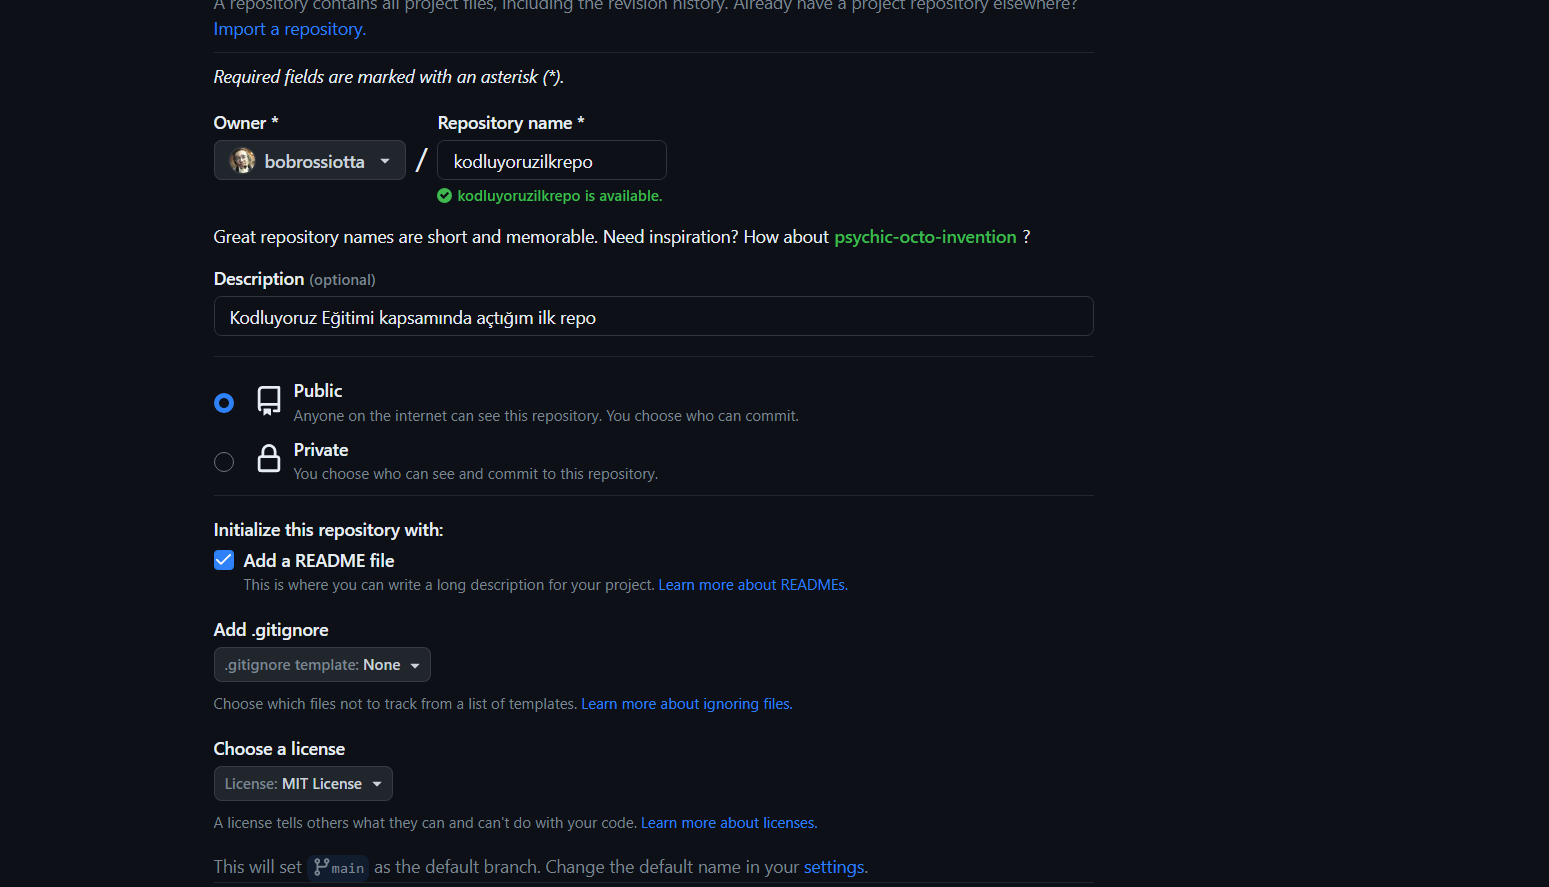 A repository contains all project files, including the revision history. Already have a project repository elsewhere?
Import a repository.
Required fields are marked with an asterisk (*).
Owner * Repository name *
bobrossiotta / kodluyoruzilkrepo
kodluyoruzilkrepo is available.
Great repository names are short and memorable. Need inspiration? How about psychic-octo-invention ?
Description (optional)
Kodluyoruz Eğitimi kapsamında açtığım ilk repo
Public
Anyone on the internet can see this repository. You choose who can commit.
Private
You choose who can see and commit to this repository.
Initialize this repository with:
Add a README file
This is where you can write a long description for your project. Learn more about READMEs.
Add .gitignore
.gitignore template: None
Choose which files not to track from a list of templates. Learn more about ignoring files.
Choose a license
License: MIT License
A license tells others what they can and can't do with your code. Learn more about licenses.
This will set main as the default branch. Change the default name in your settings.